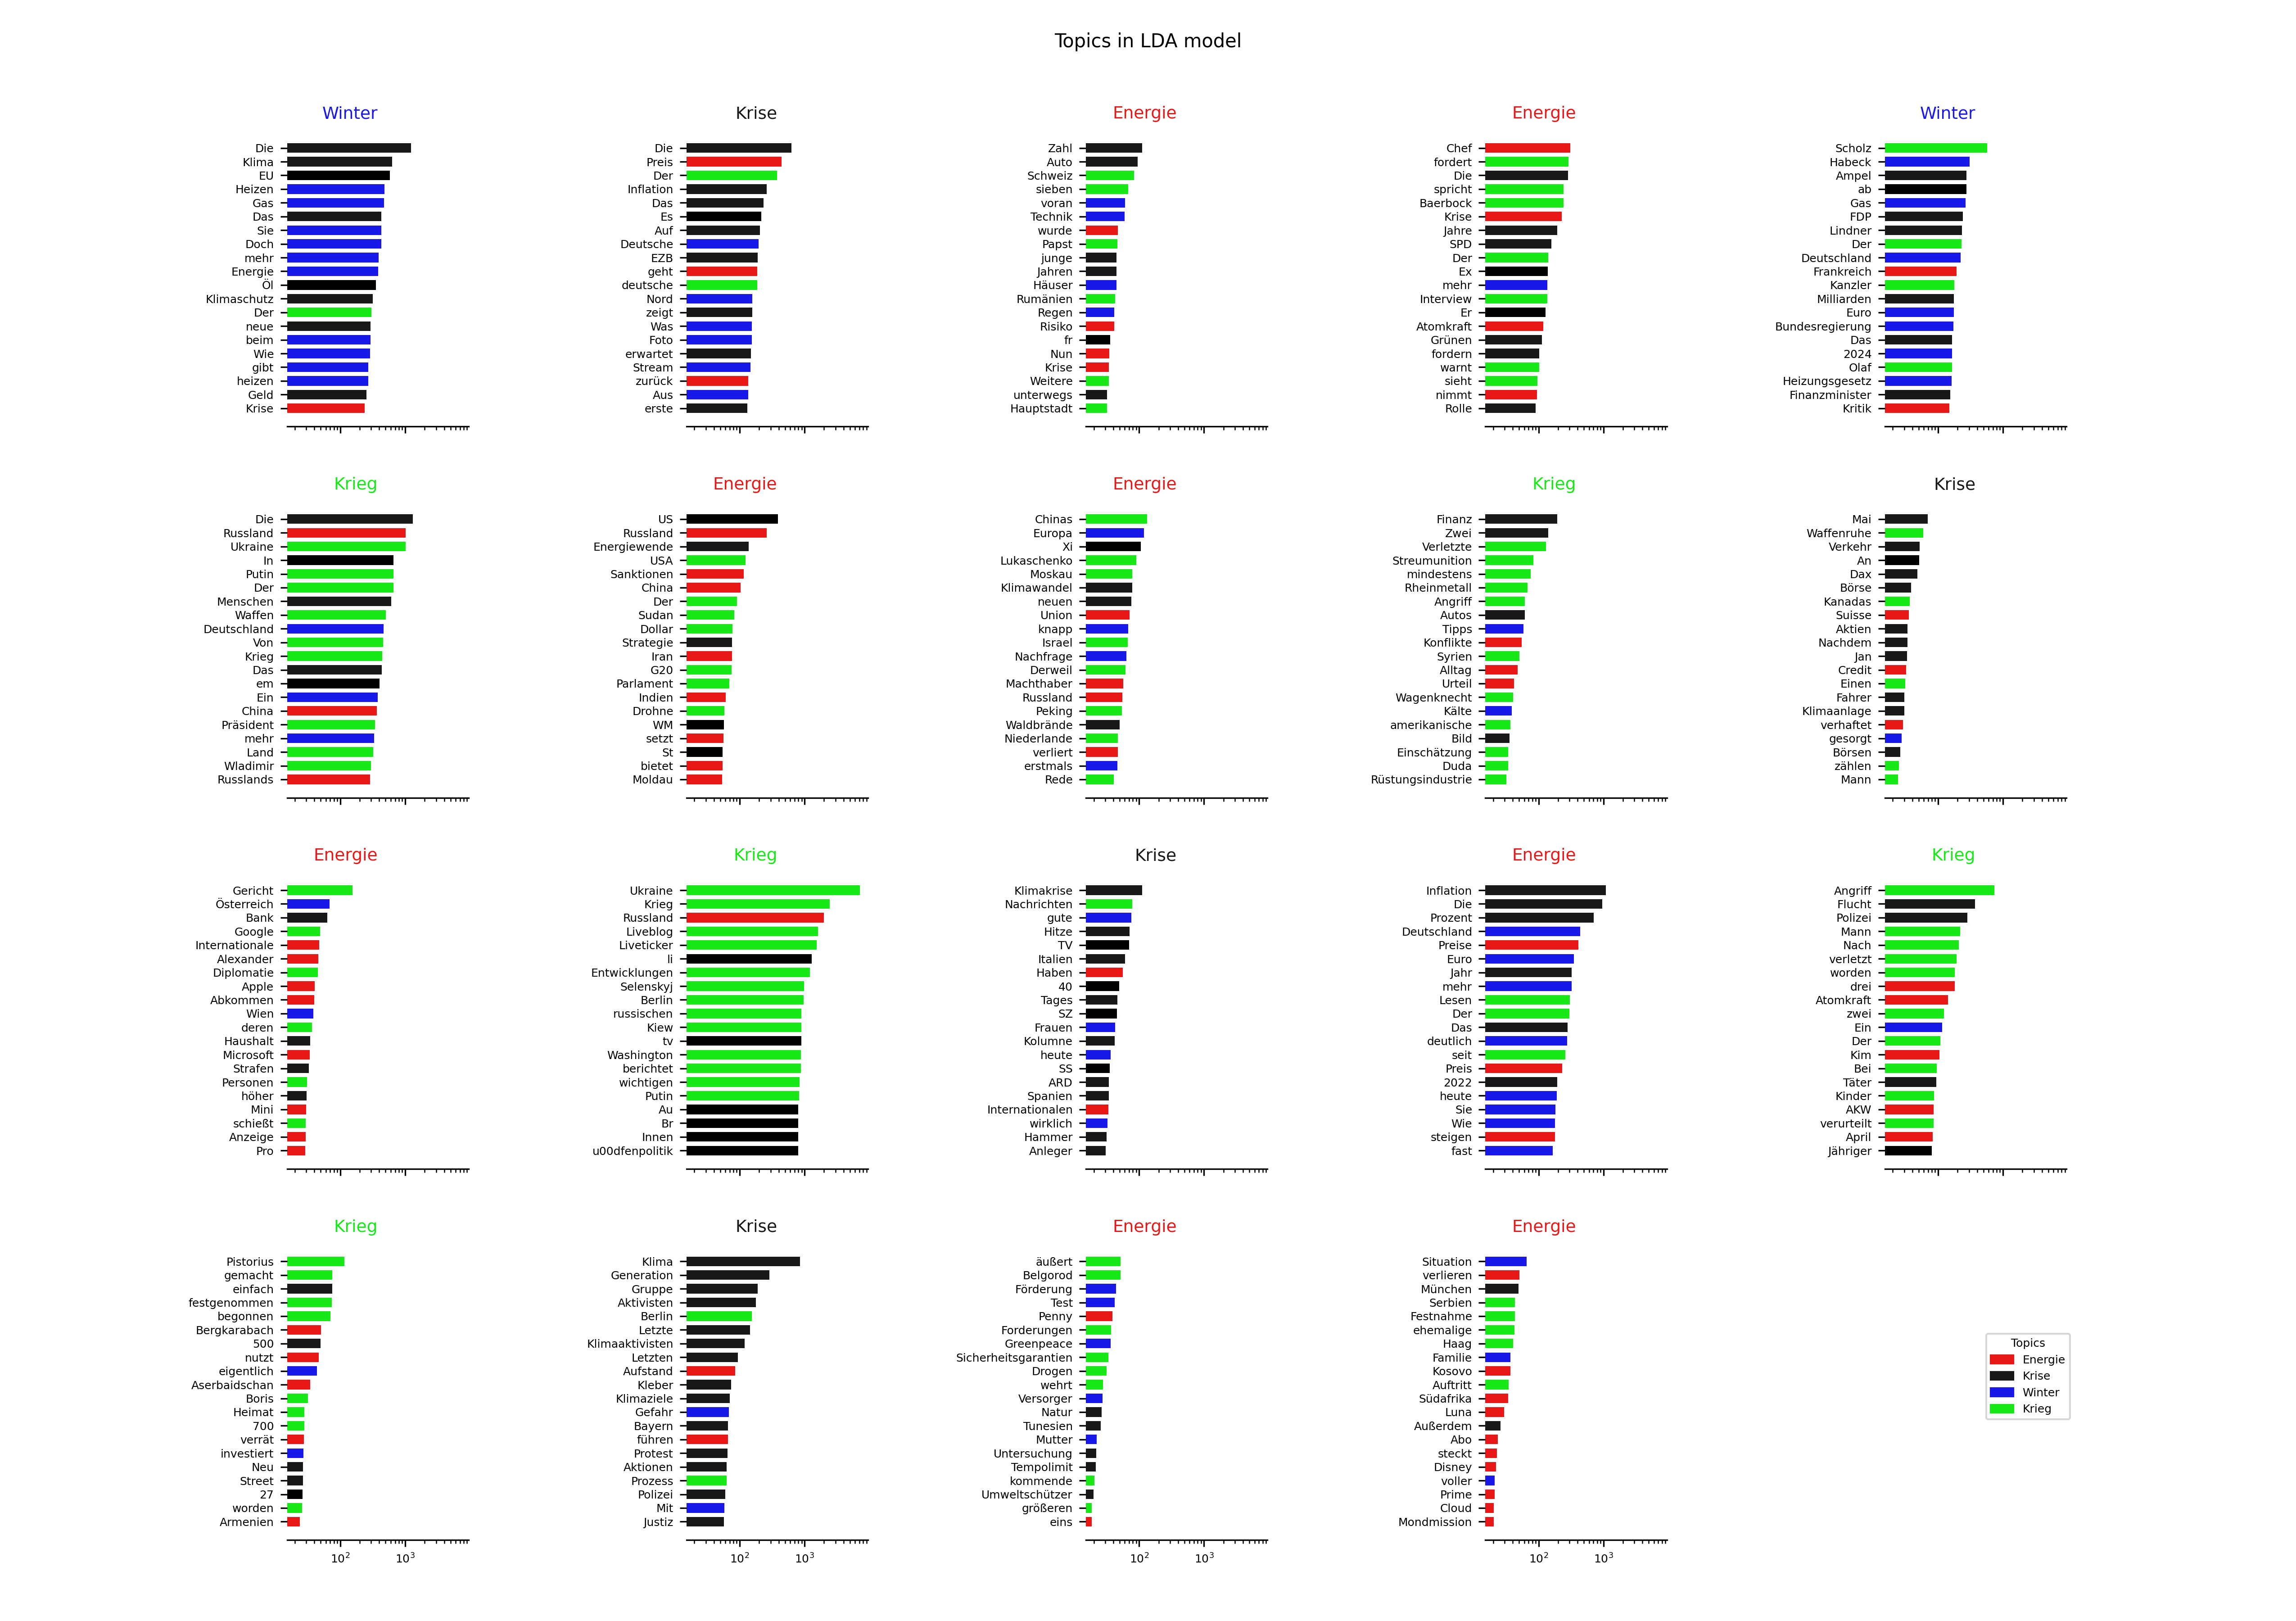 Topics in LDA model
Winter
Die
Klima
EU
Heizen
Gas
Das
Sie
Doch
mehr
Energie
Öl
Klimaschutz
Der
neue
beim
Wie
gibt
heizen
Geld
Krise
Krise
Die
Preis
Der
Inflation
Das
Es
Auf
Deutsche
EZB
geht
deutsche
Nord
zeigt
Was
Foto
erwartet
Stream
zurück
Aus
erste
Energie
Zahl
Auto
Schweiz
sieben
voran
Technik
wurde
Papst
junge
Jahren
Häuser
Rumänien
Regen
Risiko
fr
Nun
Krise
Weitere
unterwegs
Hauptstadt
Energie
Chef
fordert
Die
spricht
Baerbock
Krise
Jahre
SPD
Der
Ex
mehr
Interview
Er
Atomkraft
Grünen
fordern
warnt
sieht
nimmt
Rolle
Winter
Scholz
Habeck
Ampel
ab
Gas
FDP
Lindner
Der
Deutschland
Frankreich
Kanzler
Milliarden
Euro
Bundesregierung
Das
2024
Olaf
Heizungsgesetz
Finanzminister
Kritik
Krieg
Die
Russland
Ukraine
In
Putin
Der
Menschen
Waffen
Deutschland
Von
Krieg
Das
em
Ein
China
Präsident
mehr
Land
Wladimir
Russlands
Energie
US
Russland
Energiewende
USA
Sanktionen
China
Der
Sudan
Dollar
Strategie
Iran
G20
Parlament
Indien
Drohne
WM
setzt
St
bietet
Moldau
Energie
Chinas
Europa
Xi
Lukaschenko
Moskau
Klimawandel
neuen
Union
knapp
Israel
Nachfrage
Derweil
Machthaber
Russland
Peking
Waldbrände
Niederlande
verliert
erstmals
Rede
Krieg
Finanz
Zwei
Verletzte
Streumunition
mindestens
Rheinmetall
Angriff
Autos
Tipps
Konflikte
Syrien
Alltag
Urteil
Wagenknecht
Kälte
amerikanische
Bild
Einschätzung
Duda
Rüstungsindustrie
Krise
Mai
Waffenruhe
Verkehr
An
Dax
Börse
Kanadas
Suisse
Aktien
Nachdem
Jan
Credit
Einen
Fahrer
Klimaanlage
verhaftet
gesorgt
Börsen
zählen
Mann
Energie
Gericht
Österreich
Bank
Google
Internationale
Alexander
Diplomatie
Apple
Abkommen
Wien
deren
Haushalt
Microsoft
Strafen
Personen
höher
Mini
schießt
Anzeige
Pro
Krieg
Ukraine
Krieg
Russland
Liveblog
Liveticker
li
Entwicklungen
Selenskyj
Berlin
russischen
Kiew
tv
Washington
berichtet
wichtigen
Putin
Au
Br
Innen
u00dfenpolitik
Krise
Klimakrise
Nachrichten
gute
Hitze
TV
Italien
Haben
40
Tages
SZ
Frauen
Kolumne
heute
SS
ARD
Spanien
Internationalen
wirklich
Hammer
Anleger
Energie
Inflation
Die
Prozent
Deutschland
Preise
Euro
Jahr
mehr
Lesen
Der
Das
deutlich
seit
Preis
2022
heute
Sie
Wie
steigen
fast
Krieg
Angriff
Flucht
Polizei
Mann
Nach
verletzt
worden
drei
Atomkraft
zwei
Ein
Der
Kim
Bei
Täter
Kinder
AKW
verurteilt
April
Jähriger
Krieg
Pistorius
gemacht
einfach
festgenommen
begonnen
Bergkarabach
500
nutzt
eigentlich
Aserbaidschan
Boris
Heimat
700
verrät
investiert
Neu
Street
27
worden
Armenien
10² 10³
Krise
Klima
Generation
Gruppe
Aktivisten
Berlin
Letzte
Klimaaktivisten
Letzten
Aufstand
Kleber
Klimaziele
Gefahr
Bayern
führen
Protest
Aktionen
Prozess
Polizei
Mit
Justiz
10² 10³
Energie
äußert
Belgorod
Förderung
Test
Penny
Forderungen
Greenpeace
Sicherheitsgarantien
Drogen
wehrt
Versorger
Natur
Tunesien
Mutter
Untersuchung
Tempolimit
kommende
Umweltschützer
größeren
eins
10² 10³
Energie
Situation
verlieren
München
Serbien
Festnahme
ehemalige
Haag
Familie
Kosovo
Auftritt
Südafrika
Luna
Außerdem
Abo
steckt
Disney
voller
Prime
Cloud
Mondmission
10² 10³
Topics
Energie
Krise
Winter
Krieg